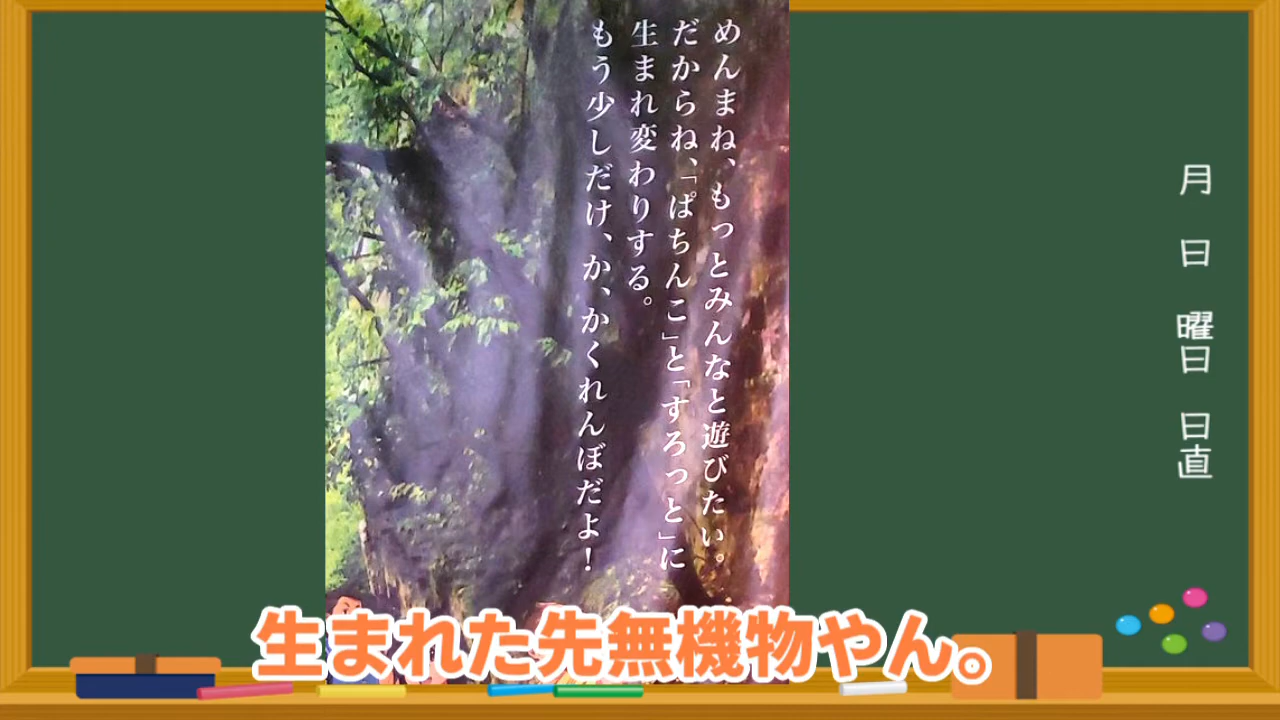 めんまね、もっとみんなと遊びたい。
だからね、「ぱちんこ」と「すろっと」に
生まれ変わりする。
もう少しだけ、か、かくれんぼだよ！
月 日 曜日 日直
生まれた先無機物やん。